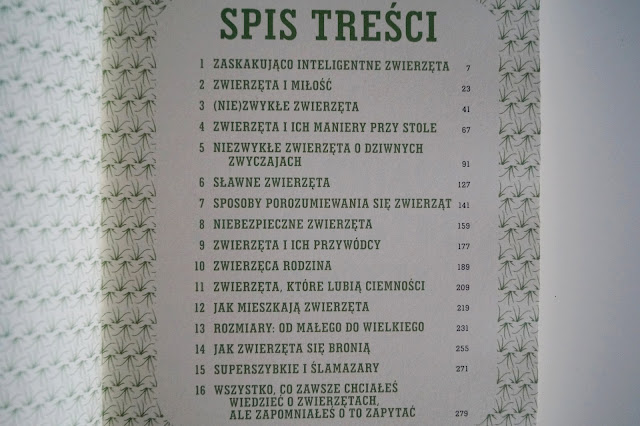 SPIS TREŚCI
1 ZASKAKUJĄCO INTELIGENTNE ZWIERZĘTA 7
2 ZWIERZĘTA I MIŁOŚĆ 23
3 (NIE)ZWYKŁE ZWIERZĘTA 41
4 ZWIERZĘTA I ICH MANIERY PRZY STOLE 67
5 NIEZWYKŁE ZWIERZĘTA O DZIWNYCH
ZWYCZAJACH 91
6 SŁAWNE ZWIERZĘTA 127
7 SPOSOBY POROZUMIEWANIA SIĘ ZWIERZĄT 141
8 NIEBEZPIECZNE ZWIERZĘTA 159
9 ZWIERZĘTA I ICH PRZYWÓDCY 177
10 ZWIERZĘCA RODZINA 189
11 ZWIERZĘTA, KTÓRE LUBIĄ CIEMNOŚCI 209
12 JAK MIESZKAJĄ ZWIERZĘTA 219
13 ROZMIARY: OD MAŁEGO DO WIELKIEGO 231
14 JAK ZWIERZĘTA SIĘ BRONIĄ 255
15 SUPERSZYBKIE I ŚLAMAZARY 271
16 WSZYSTKO, CO ZAWSZE CHCIAŁEŚ
WIEDZIEĆ O ZWIERZĘTACH,
ALE ZAPOMNIAŁEŚ O TO ZAPYTAĆ 279